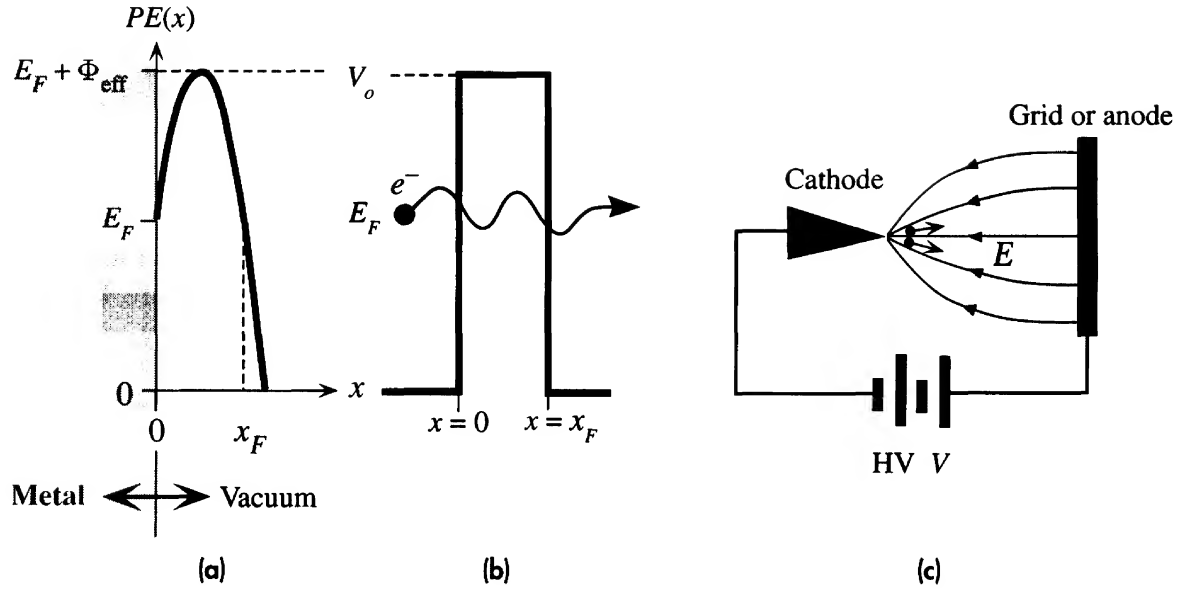 PE(x)
E_F + Φ_eff
E_F
0
x
0
x_F
Metal
Vacuum
(a)
V_o
e⁻
E_F
x = 0
x = x_F
(b)
Grid or anode
Cathode
E
HV V
(c)